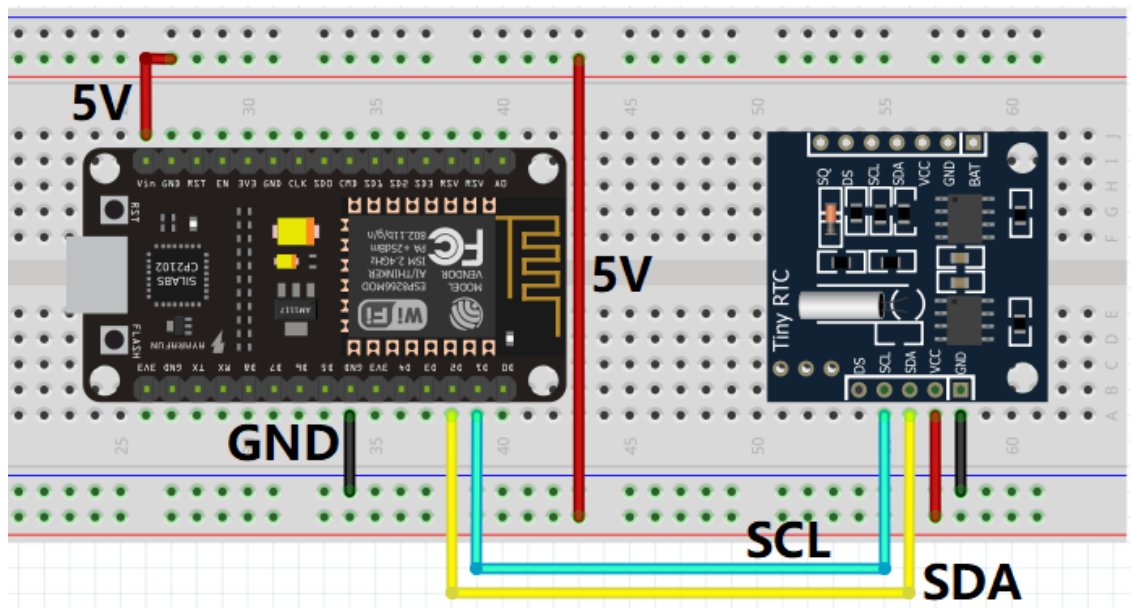 5V
30 35 40 45 50 55 60
J
I
H
G
F
Vin GND RST EN 3V3 GND CLK SD0 CMD SD1 SD2 SD3 RSV RSV A0
RST
SQ DS SCL SDA VCC GND BAT
SILABS
CP2102
AM1117
MODEL
VENDOR
ESP8266MOD
AI/THINKER
ISM 2.4GHz
PA +25dBm
802.11b/g/n
FC
Wi Fi
5V
Tiny RTC
FLASH
E
D
C
B
A
3V3 GND TX RX D8 D7 D6 D5 GND 3V3 D4 D3 D2 D1 D0
DS SCL SDA VCC GND
GND
25 35 40 45 50 60
SCL
SDA